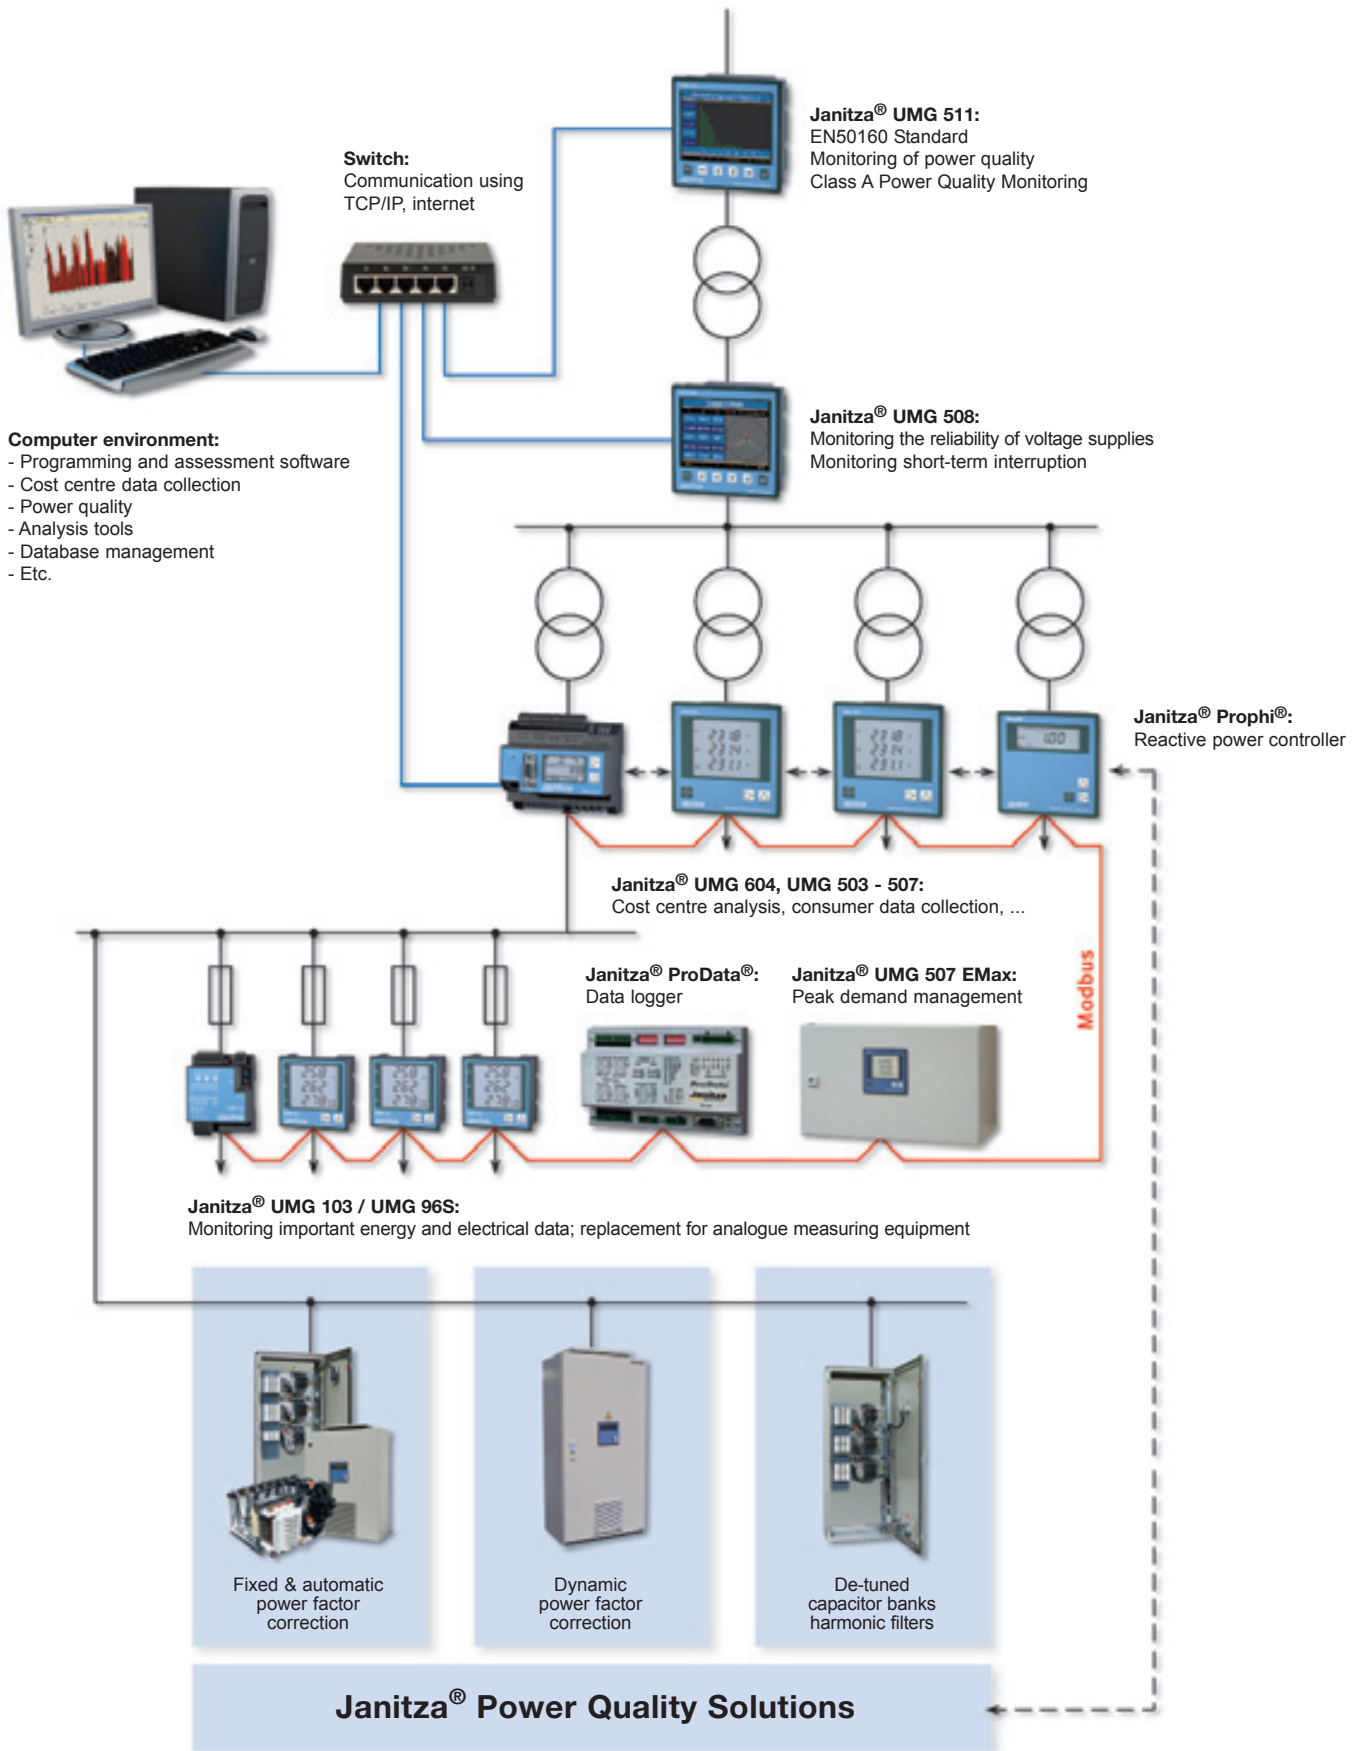 Janitza® UMG 511:
EN50160 Standard
Monitoring of power quality
Class A Power Quality Monitoring
Switch:
Communication using
TCP/IP, internet
Janitza® UMG 508:
Monitoring the reliability of voltage supplies
Monitoring short-term interruption
Computer environment:
- Programming and assessment software
- Cost centre data collection
- Power quality
- Analysis tools
- Database management
- Etc.
Janitza® Prophi®:
Reactive power controller
Janitza® UMG 604, UMG 503 - 507:
Cost centre analysis, consumer data collection, ...
Janitza® ProData®:
Data logger
Janitza® UMG 507 EMax:
Peak demand management
Modbus
ProData
Janitza
Janitza® UMG 103 / UMG 96S:
Monitoring important energy and electrical data; replacement for analogue measuring equipment
Fixed & automatic
power factor
correction
Dynamic
power factor
correction
De-tuned
capacitor banks
harmonic filters
Janitza® Power Quality Solutions